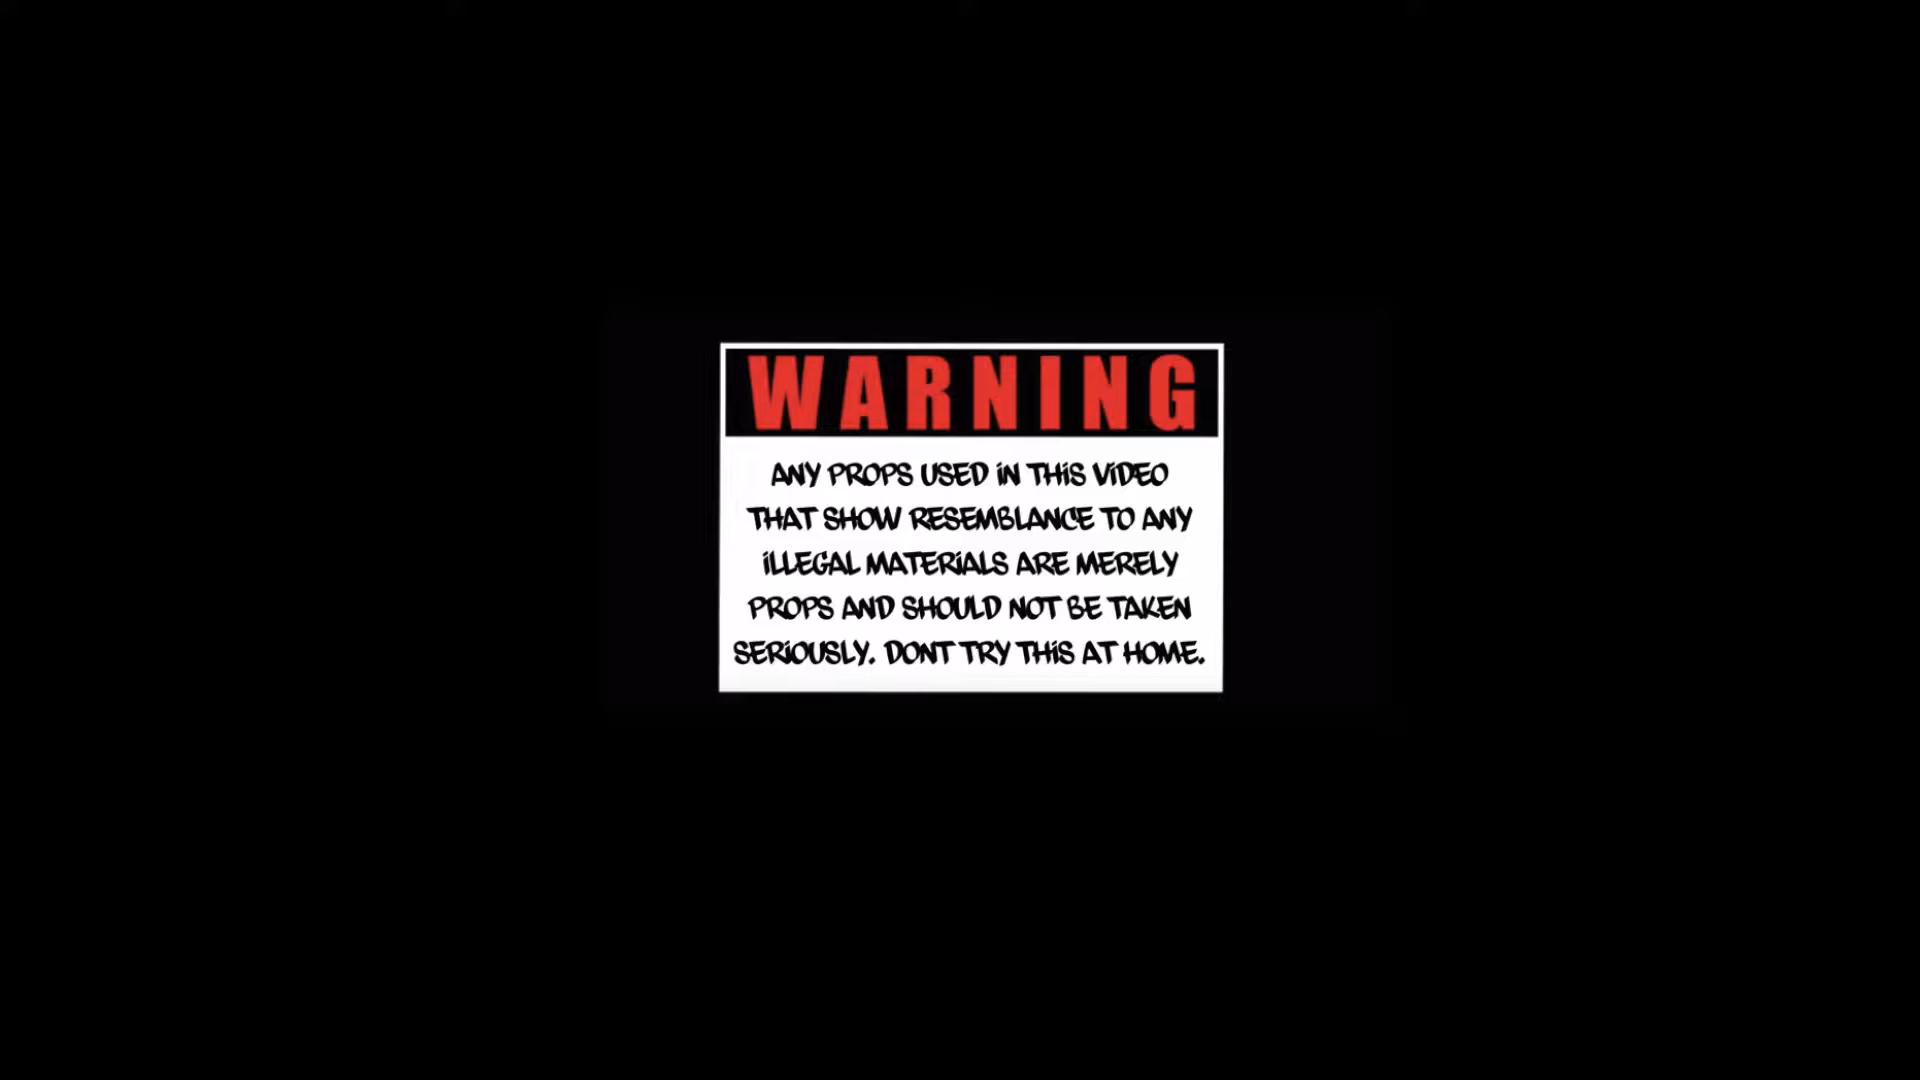 WARNING
ANY PROPS USED iN THiS ViDEO
THAT SHOW RESEMBLANCE TO ANY
iLLEGAL MATERiALS ARE MERELY
PROPS AND SHOULD NOT BE TAKEN
SERiOUSLY. DONT TRY THiS AT HOME.